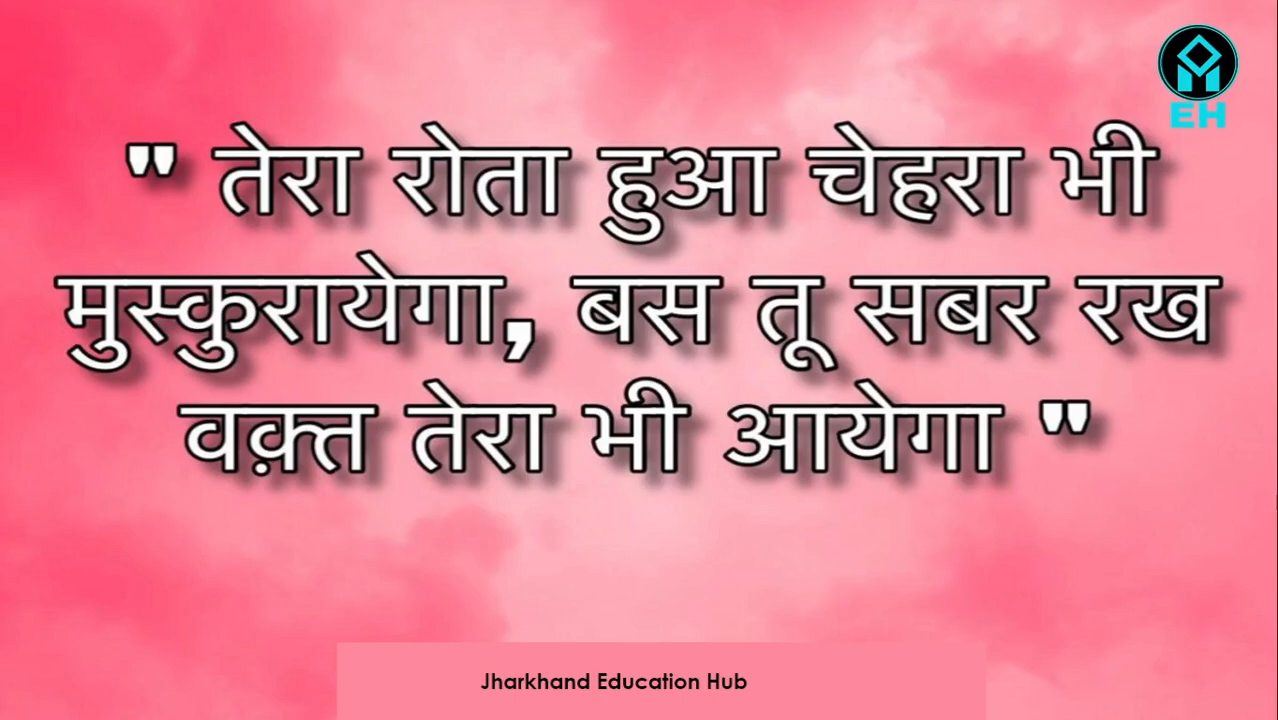 " तेरा रोता हुआ चेहरा भी
मुस्कुरायेगा, बस तू सबर रख
वक़्त तेरा भी आयेगा "
EH
Jharkhand Education Hub